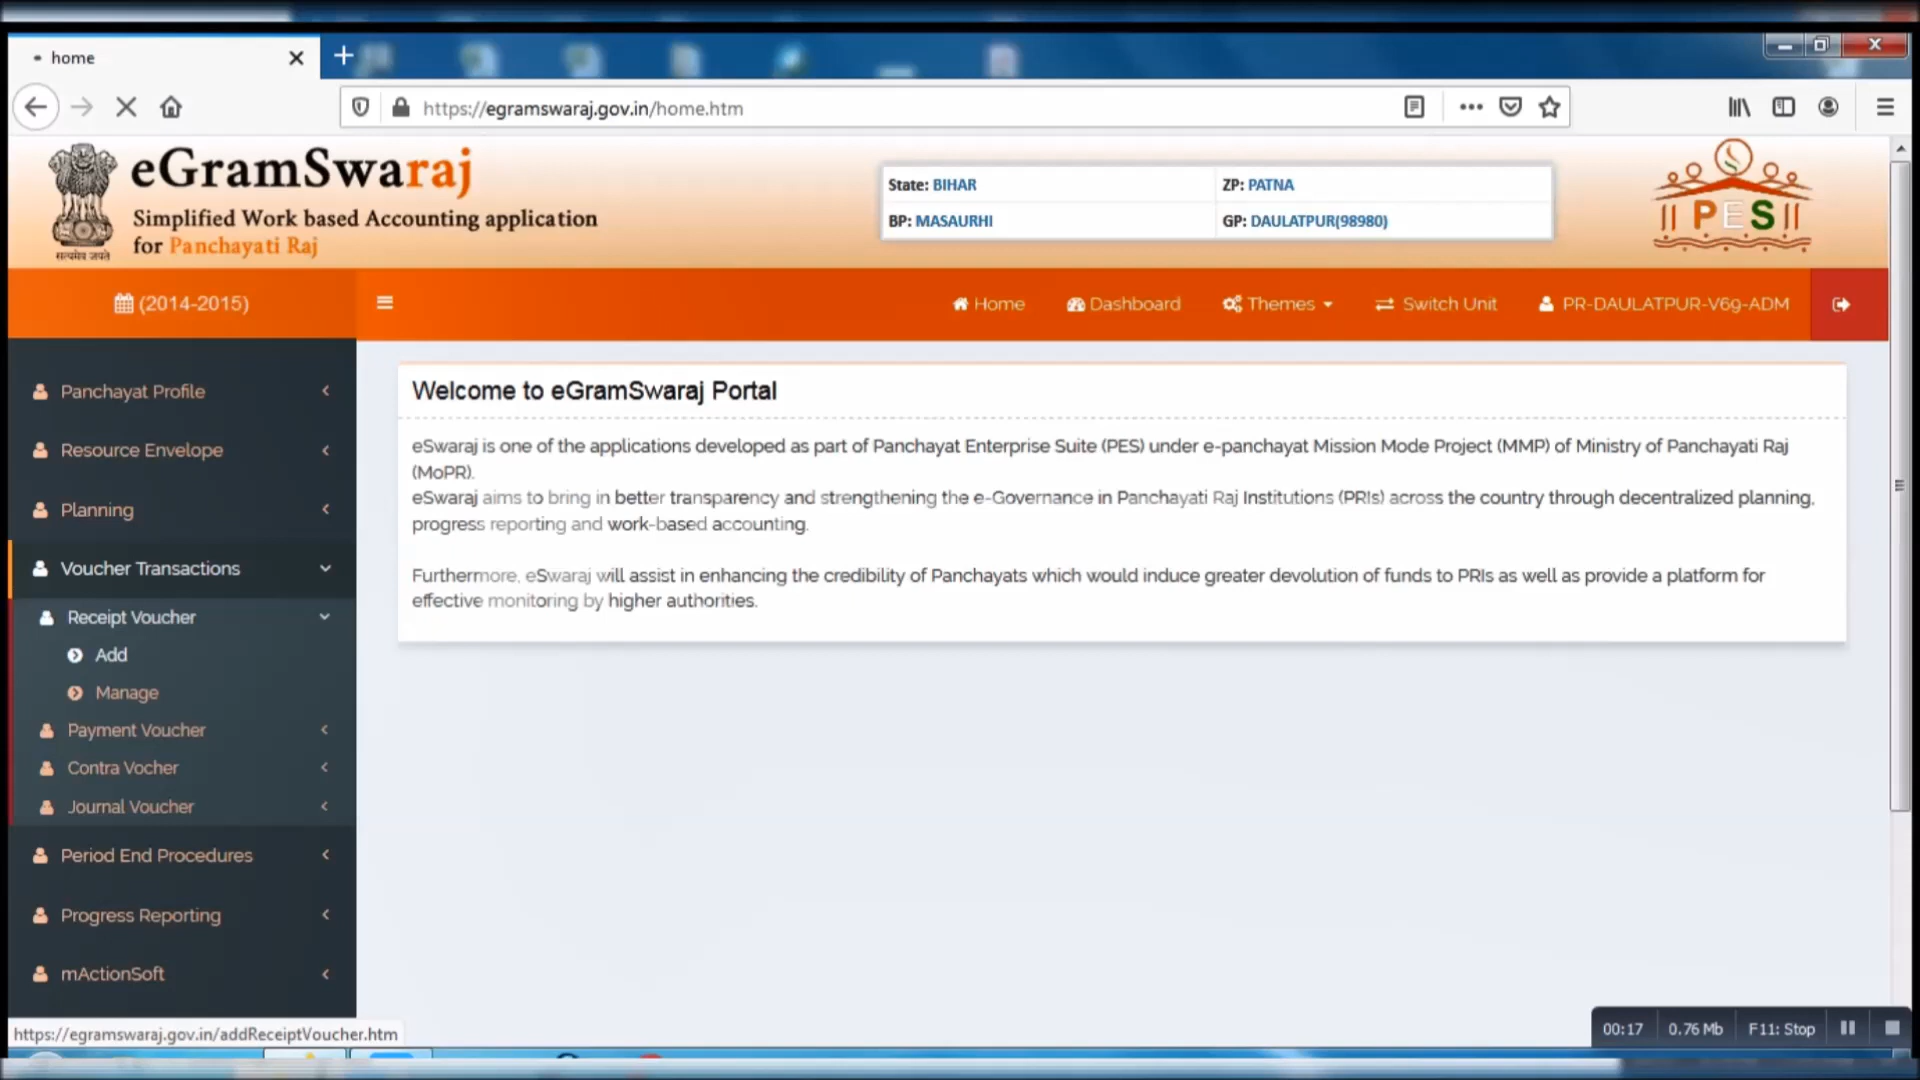 home
https://egramswaraj.gov.in/home.htm
eGramSwaraj
Simplified Work based Accounting application
for Panchayati Raj
सत्यमेव जयते
State: BIHAR
ZP: PATNA
BP: MASAURHI
GP: DAULATPUR(98980)
PES
(2014-2015)
Home
Dashboard
Themes
Switch Unit
PR-DAULATPUR-V69-ADM
Panchayat Profile
Resource Envelope
Planning
Voucher Transactions
Receipt Voucher
Add
Manage
Payment Voucher
Contra Vocher
Journal Voucher
Period End Procedures
Progress Reporting
mActionSoft
Welcome to eGramSwaraj Portal
eSwaraj is one of the applications developed as part of Panchayat Enterprise Suite (PES) under e-panchayat Mission Mode Project (MMP) of Ministry of Panchayati Raj
(MoPR).
eSwaraj aims to bring in better transparency and strengthening the e-Governance in Panchayati Raj Institutions (PRIs) across the country through decentralized planning,
progress reporting and work-based accounting.
Furthermore, eSwaraj will assist in enhancing the credibility of Panchayats which would induce greater devolution of funds to PRIs as well as provide a platform for
effective monitoring by higher authorities.
https://egramswaraj.gov.in/addReceiptVoucher.htm
00:17
0.76 Mb
F11: Stop